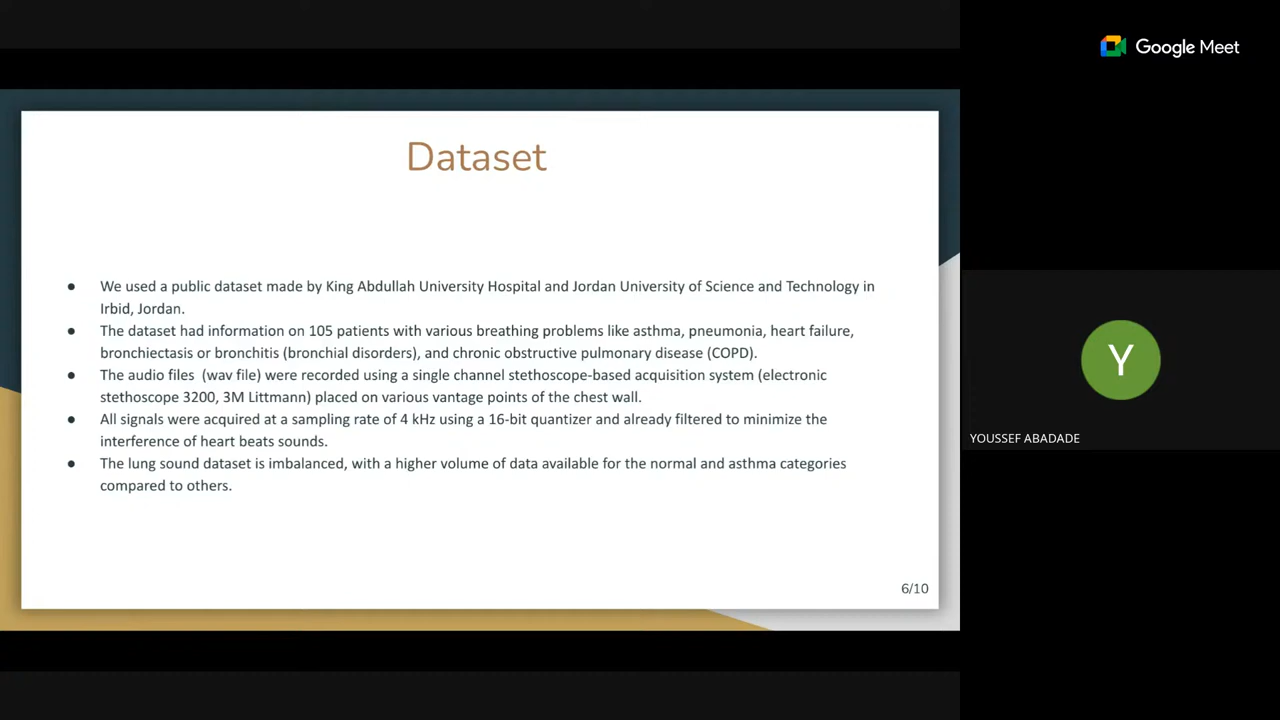 Google Meet
Dataset
● We used a public dataset made by King Abdullah University Hospital and Jordan University of Science and Technology in
Irbid, Jordan.
● The dataset had information on 105 patients with various breathing problems like asthma, pneumonia, heart failure,
bronchiectasis or bronchitis (bronchial disorders), and chronic obstructive pulmonary disease (COPD).
● The audio files (wav file) were recorded using a single channel stethoscope-based acquisition system (electronic
stethoscope 3200, 3M Littmann) placed on various vantage points of the chest wall.
● All signals were acquired at a sampling rate of 4 kHz using a 16-bit quantizer and already filtered to minimize the
interference of heart beats sounds.
● The lung sound dataset is imbalanced, with a higher volume of data available for the normal and asthma categories
compared to others.
6/10
Y
YOUSSEF ABADADE